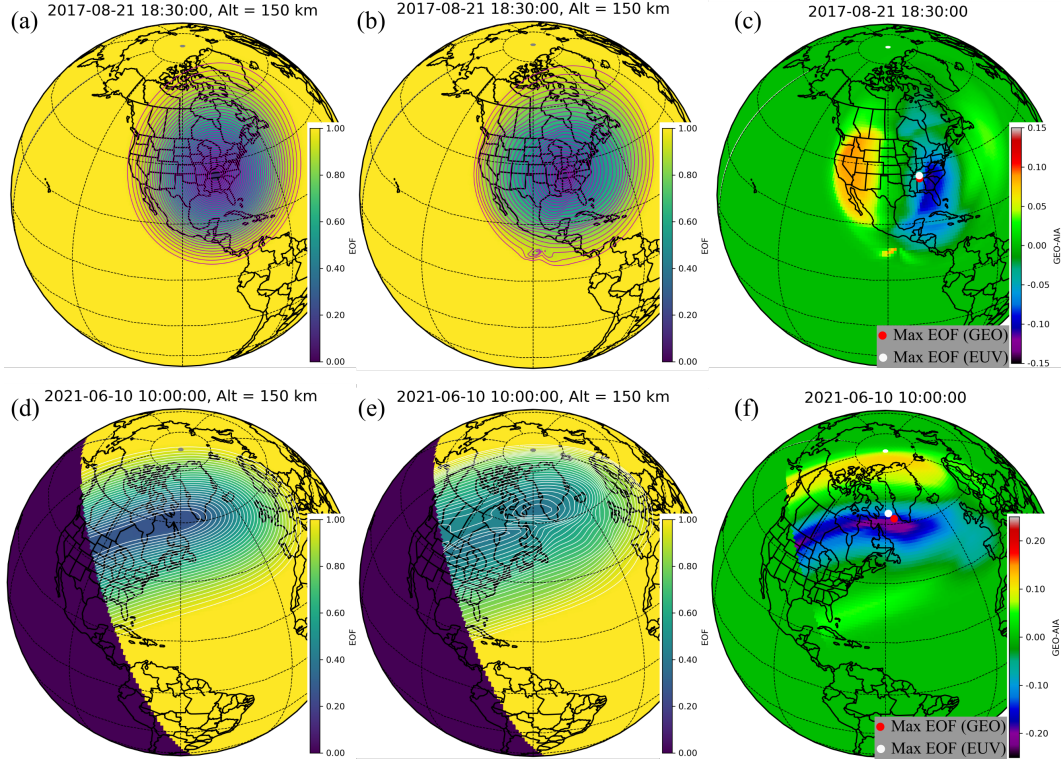 (a)
2017-08-21 18:30:00, Alt = 150 km
1.00
0.80
0.60
0.40
0.20
0.00
EOF
(b)
2017-08-21 18:30:00, Alt = 150 km
1.00
0.80
0.60
0.40
0.20
0.00
EOF
(c)
2017-08-21 18:30:00
0.15
0.10
0.05
0.00
-0.05
-0.10
-0.15
GEO-AIA
Max EOF (GEO)
Max EOF (EUV)
(d)
2021-06-10 10:00:00, Alt = 150 km
1.00
0.80
0.60
0.40
0.20
0.00
EOF
(e)
2021-06-10 10:00:00, Alt = 150 km
1.00
0.80
0.60
0.40
0.20
0.00
EOF
(f)
2021-06-10 10:00:00
0.20
0.10
0.00
-0.10
-0.20
GEO-AIA
Max EOF (GEO)
Max EOF (EUV)